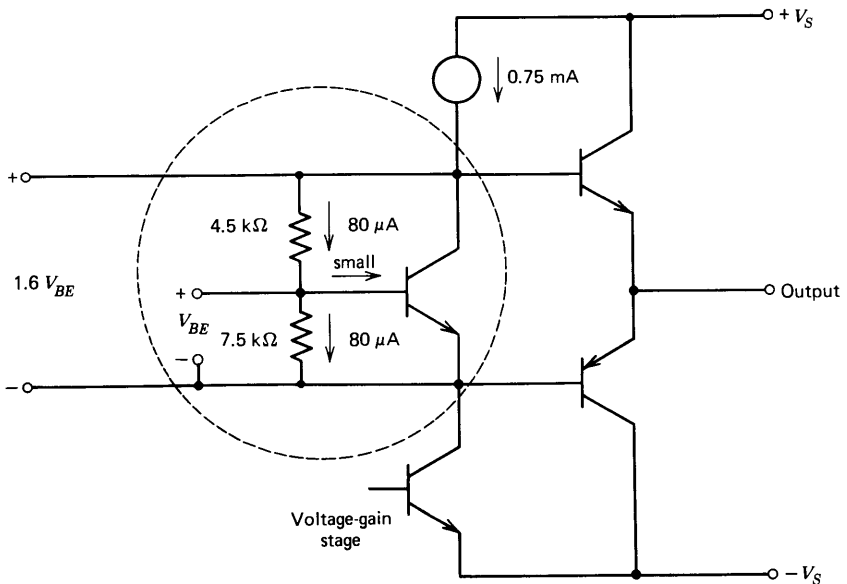 + V_S
0.75 mA
+
4.5 kΩ
80 μA
small
1.6 V_BE
+
V_BE
Output
7.5 kΩ
80 μA
−
−
Voltage-gain
stage
− V_S